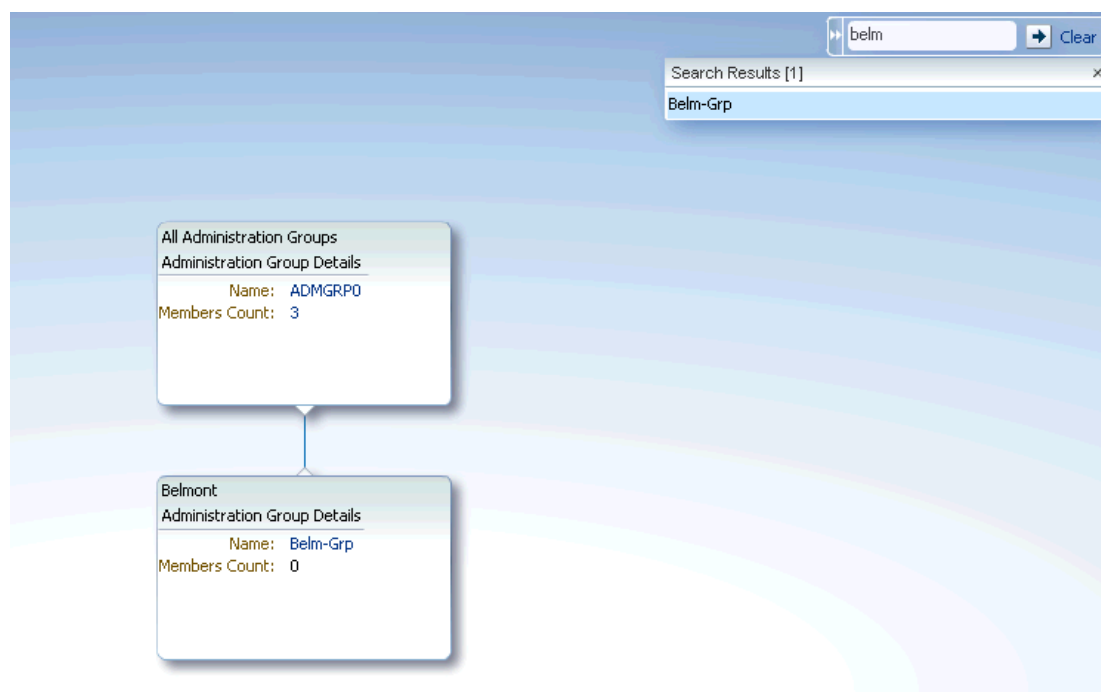 belm Clear
Search Results [1] ×
Belm-Grp
All Administration Groups
Administration Group Details
Name: ADMGRP0
Members Count: 3
Belmont
Administration Group Details
Name: Belm-Grp
Members Count: 0